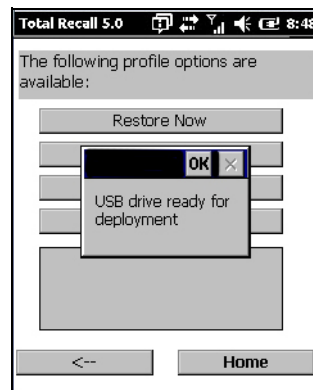 Total Recall 5.0 8:48
The following profile options are
available:
Restore Now
OK
USB drive ready for
deployment
<-- Home